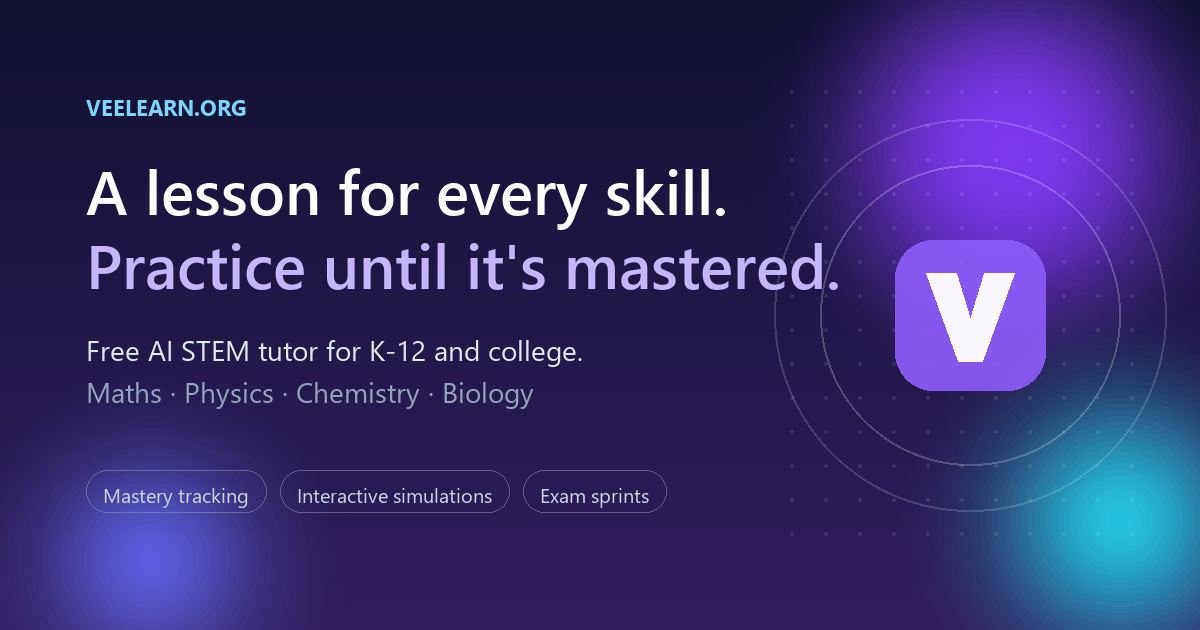 VEELEARN.ORG
A lesson for every skill.
Practice until it's mastered.
Free AI STEM tutor for K-12 and college.
Maths · Physics · Chemistry · Biology
Mastery tracking
Interactive simulations
Exam sprints
V